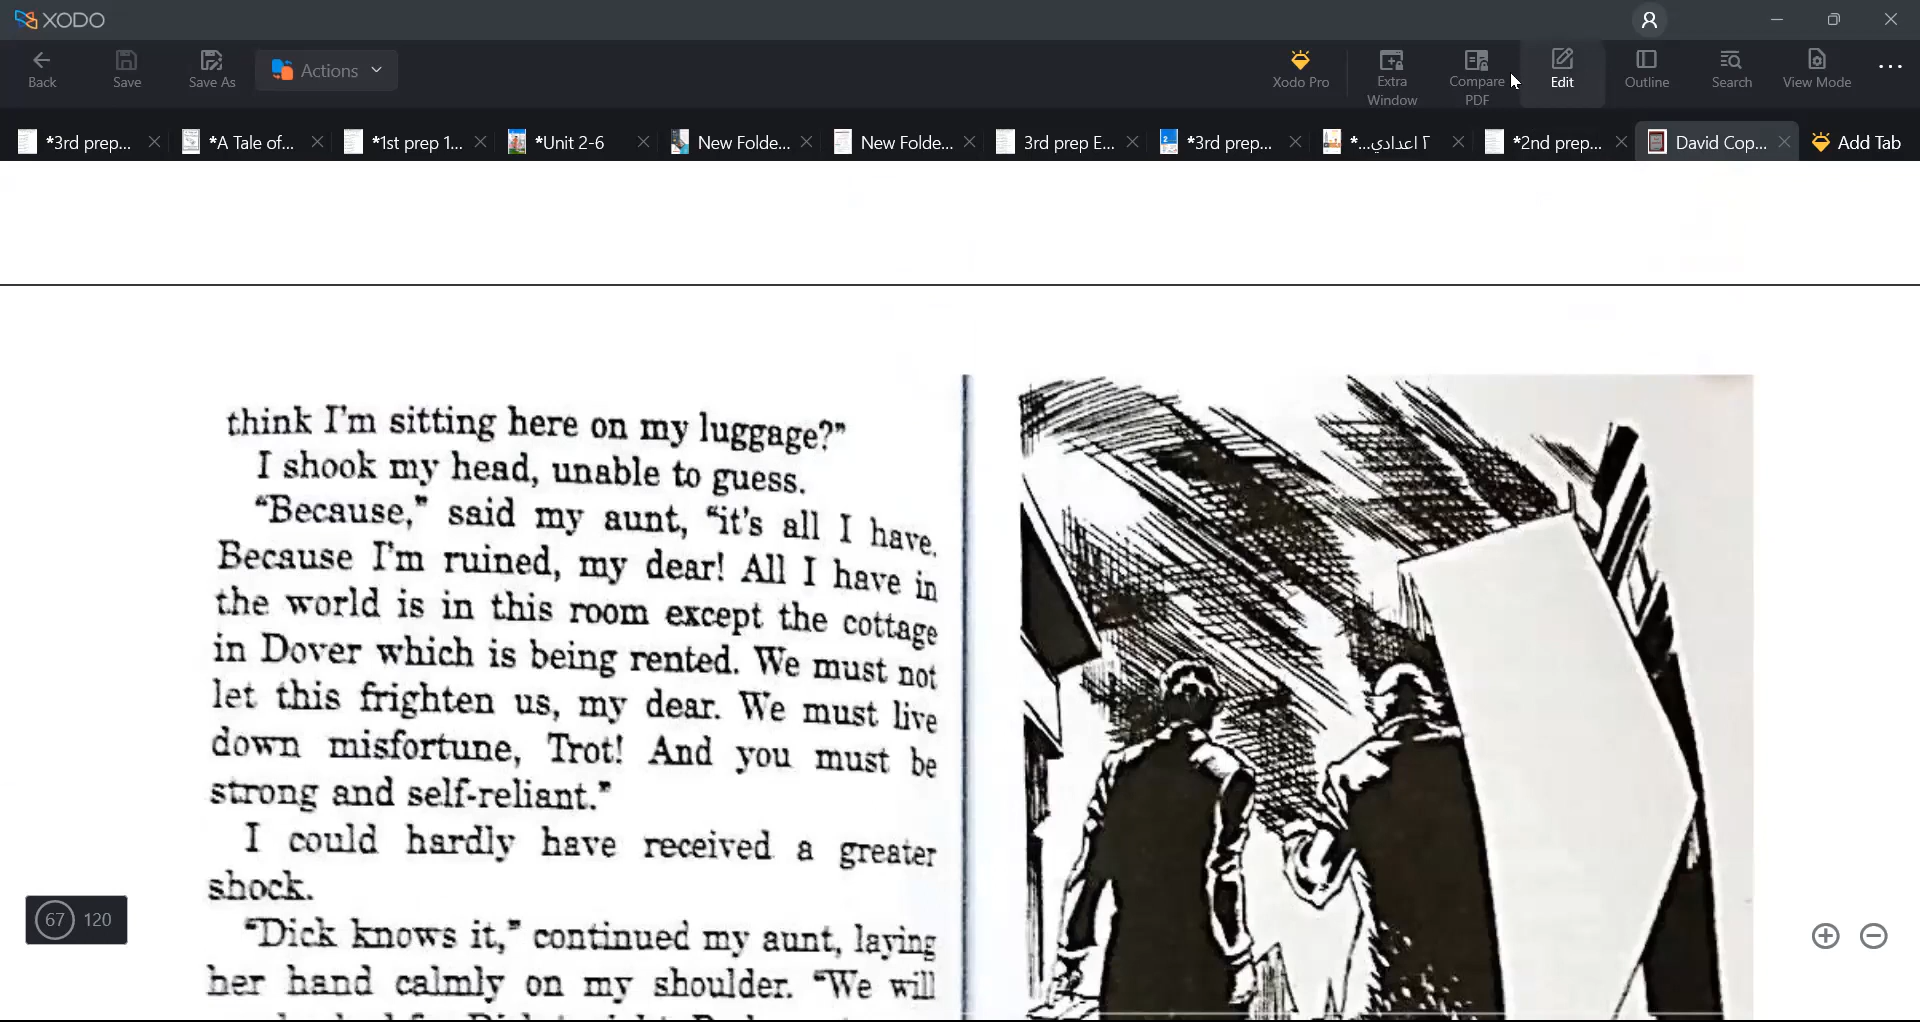 XODO
Back
Save
Save As
Actions
Xodo Pro
Extra
Window
Compare
PDF
Edit
Outline
Search
View Mode
*3rd prep...
*A Tale of...
*1st prep 1...
*Unit 2-6
New Folde...
New Folde...
3rd prep E...
*3rd prep...
*...٢ اعدادي
*2nd prep...
David Cop...
Add Tab
think I'm sitting here on my luggage?"
I shook my head, unable to guess.
"Because," said my aunt, "it's all I have.
Because I'm ruined, my dear! All I have in
the world is in this room except the cottage
in Dover which is being rented. We must not
let this frighten us, my dear. We must live
down misfortune, Trot! And you must be
strong and self-reliant."
I could hardly have received a greater
shock.
"Dick knows it," continued my aunt, laying
her hand calmly on my shoulder. "We will
67 120